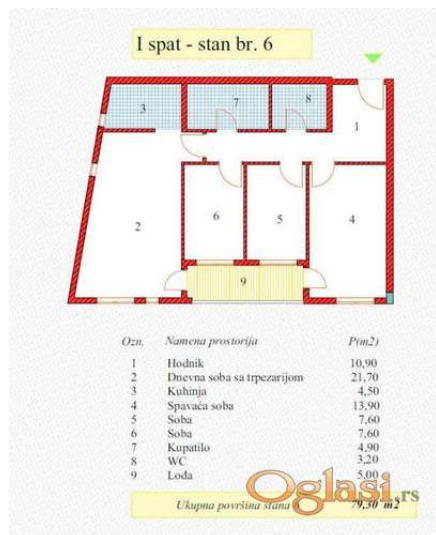 I spat - stan br. 6
3
7
8
1
2
6
5
4
9
Ozn. Namena prostorija P(m2)
1 Hodnik 10,90
2 Dnevna soba sa trpezarijom 21,70
3 Kuhinja 4,50
4 Spavaća soba 13,90
5 Soba 7,60
6 Soba 7,60
7 Kupatilo 4,90
8 WC 3,20
9 Lođa 5,00
Oglasi.rs
Ukupna površina stana 79,30 m2